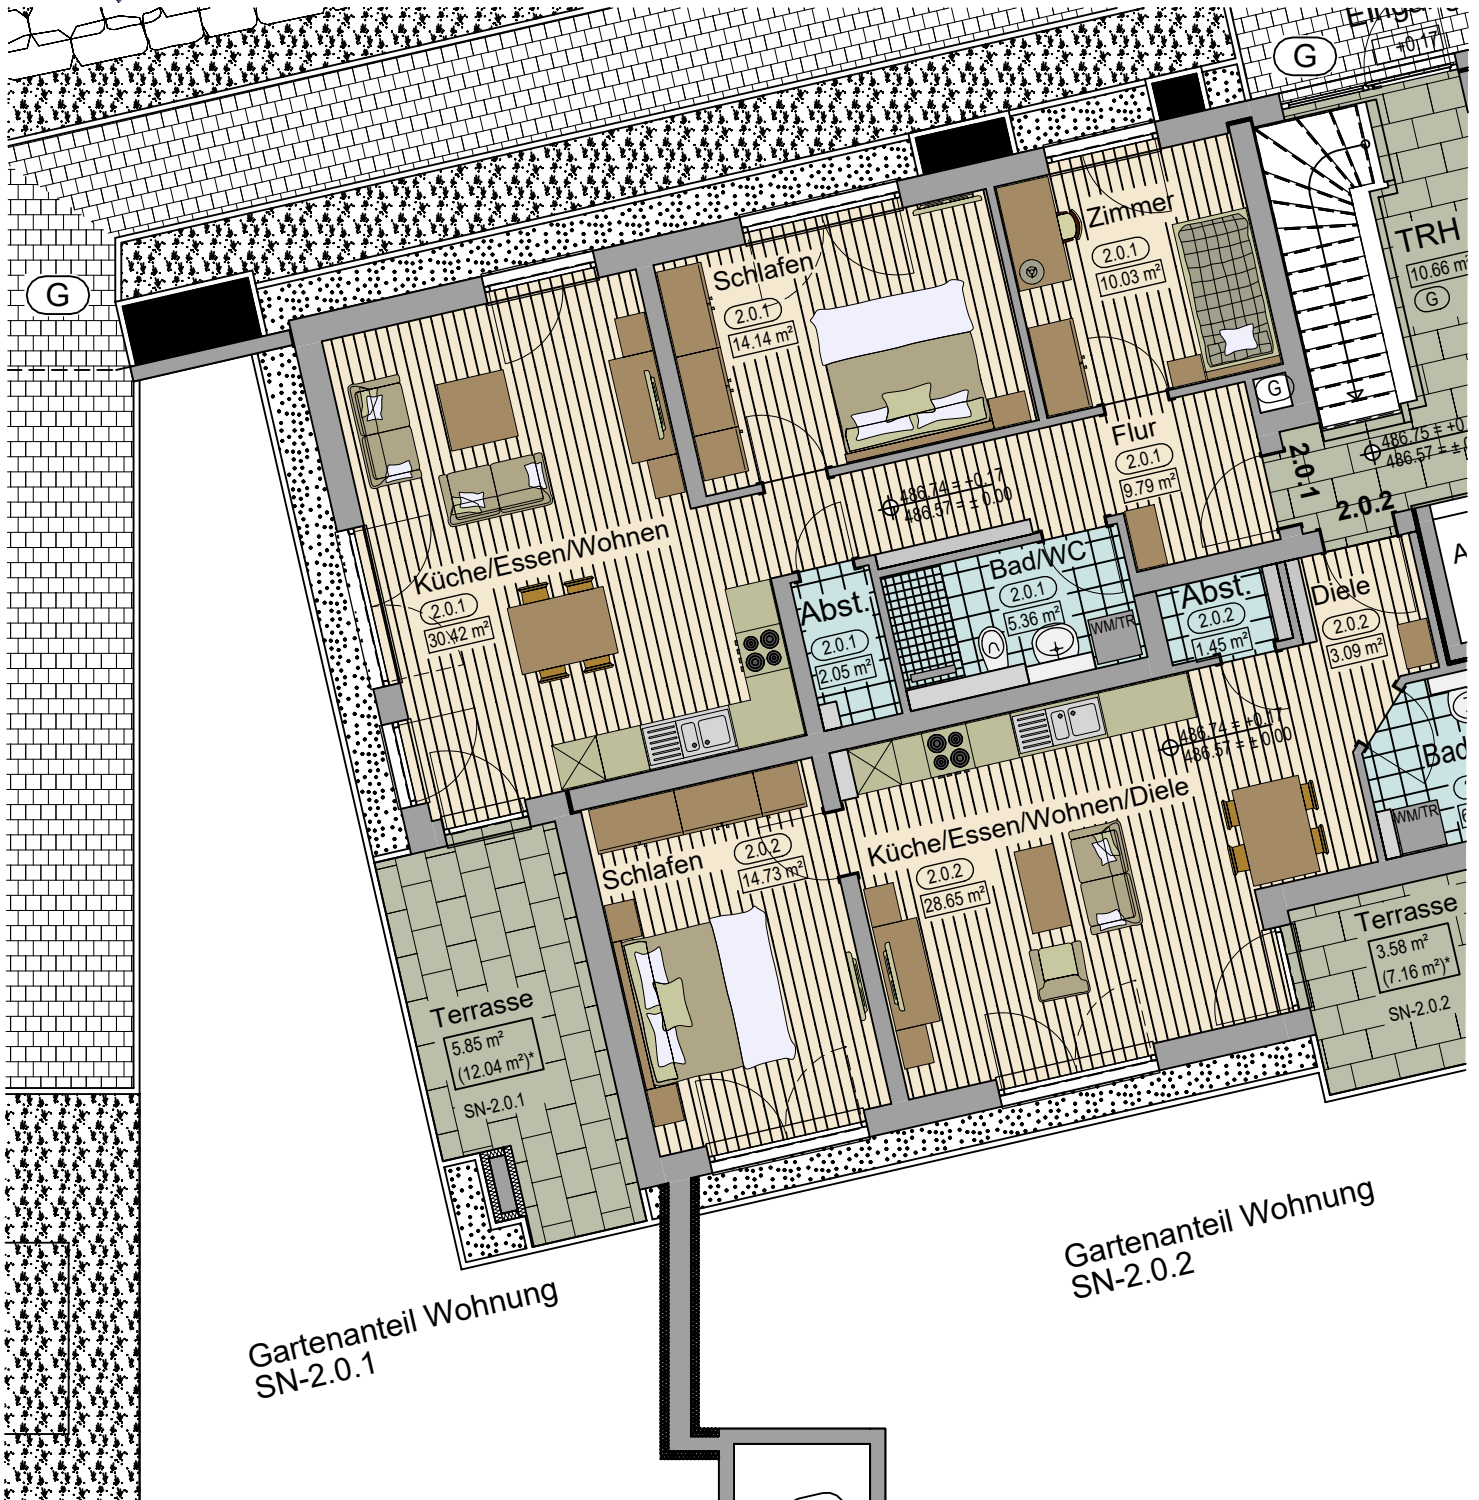 +0,17
G
Zimmer
2.0.1
10.03 m²
TRH
10.66 m²
G
G
Schlafen
2.0.1
14.14 m²
G
Flur
2.0.1
9.79 m²
2.0.1
2.0.2
486.74 = +0.17
486.57 = ± 0.00
Küche/Essen/Wohnen
2.0.1
30.42 m²
Abst.
2.0.1
2.05 m²
Bad/WC
2.0.1
5.36 m²
WM/TR
Abst.
2.0.2
1.45 m²
Diele
2.0.2
3.09 m²
486.74 = +0.17
486.57 = ± 0.00
Bad
WM/TR
Schlafen
2.0.2
14.73 m²
Küche/Essen/Wohnen/Diele
2.0.2
28.65 m²
Terrasse
3.58 m²
(7.16 m²)*
SN-2.0.2
Terrasse
5.85 m²
(12.04 m²)*
SN-2.0.1
Gartenanteil Wohnung
SN-2.0.2
Gartenanteil Wohnung
SN-2.0.1